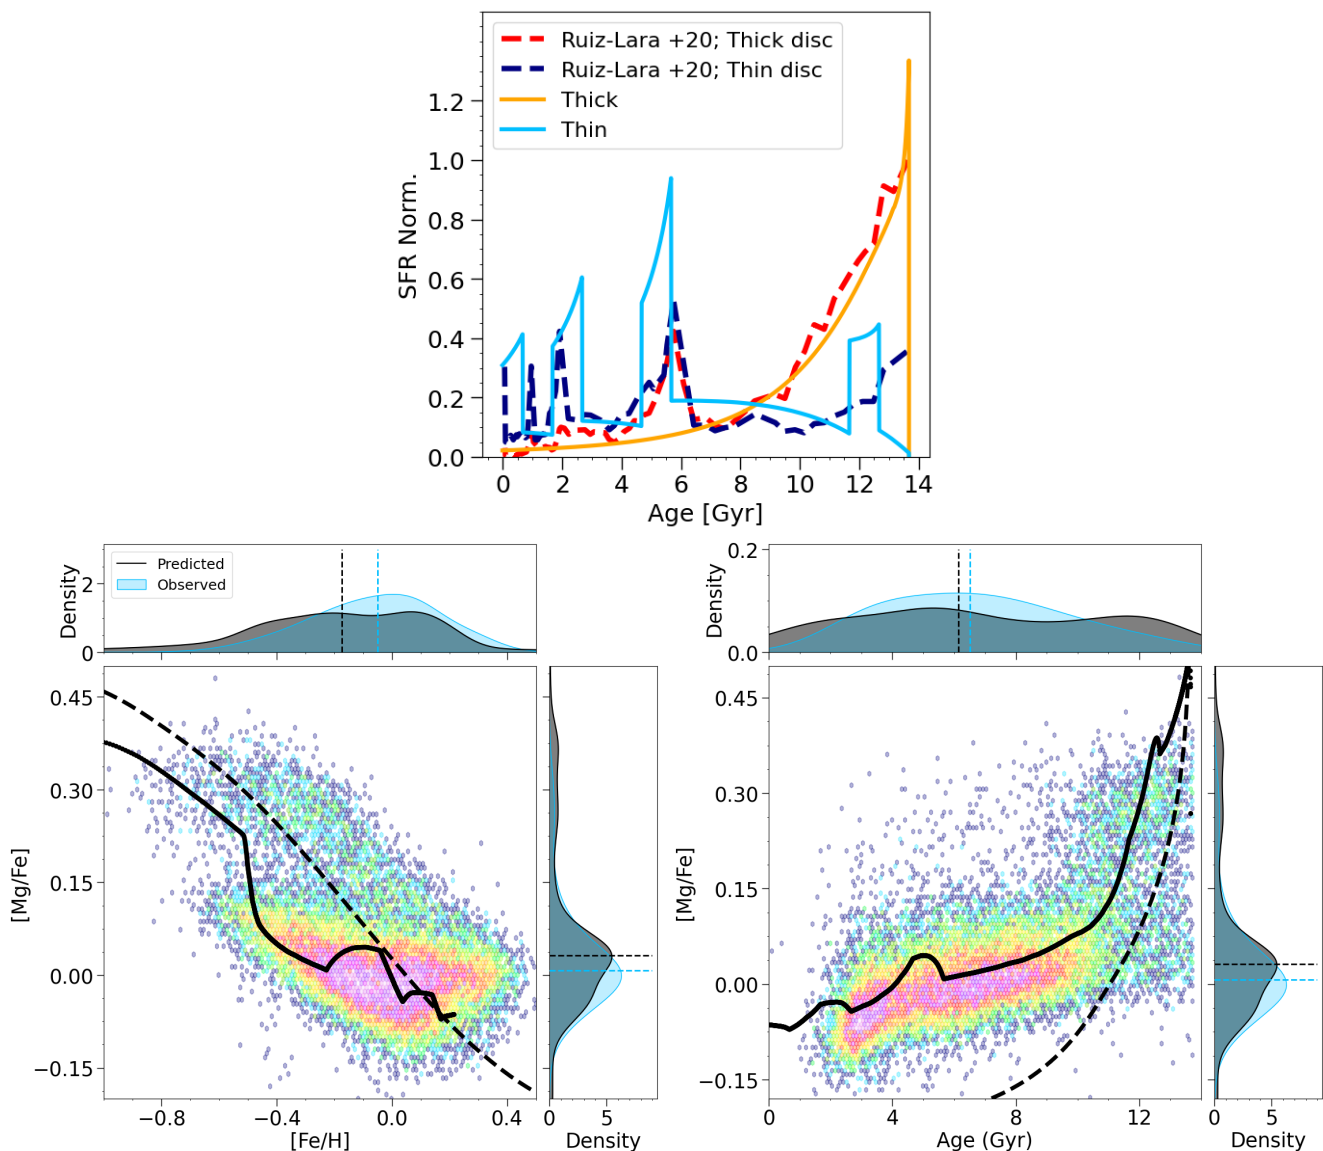 Ruiz-Lara +20; Thick disc
Ruiz-Lara +20; Thin disc
Thick
Thin
SFR Norm.
1.2
1.0
0.8
0.6
0.4
0.2
0.0
0 2 4 6 8 10 12 14
Age [Gyr]
Predicted
Observed
Density
2
0
[Mg/Fe]
0.45
0.30
0.15
0.00
−0.15
−0.8 −0.4 0.0 0.4
[Fe/H]
0 5
Density
Density
0.2
0.0
[Mg/Fe]
0.45
0.30
0.15
0.00
−0.15
0 4 8 12
Age (Gyr)
0 5
Density